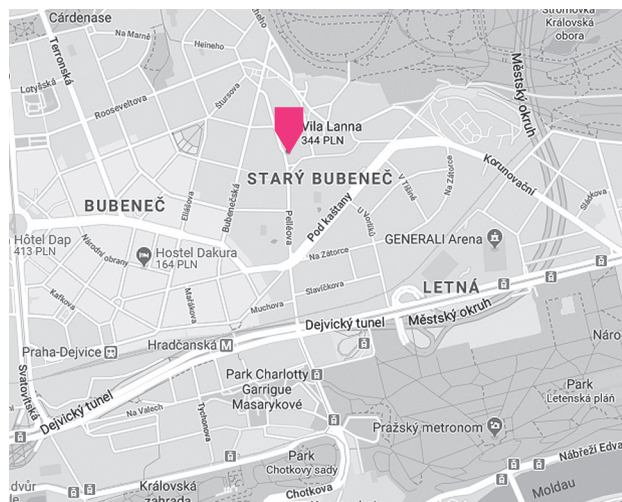 Cárdenase
Na Marně
Heineho
Stromovka
Královská
obora
Terronská
Městský okruh
Lotyšská
Rooseveltova
Štursova
Vila Lanna
344 PLN
Korunovační
STARÝ BUBENEČ
Na Zátorce
V Tišině
Sládkova
BUBENEČ
Eliášova
Bubenečská
Pelléova
Pod kaštany
U Vorlíků
Hotel Dap
413 PLN
Národní obrany
Hostel Dakura
164 PLN
Na Zátorce
GENERALI Arena
Kafkova
Mařákova
Slavíčkova
LETNÁ
Muchova
Dejvický tunel
Městský okruh
Praha-Dejvice
Hradčanská
M
Národ
Svatovítská
Park Charlotty
Garrigue
Masarykové
Park
Letenská pláň
Dejvický tunel
Na Valech
Tychonova
Pražský metronom
Park
Chotkovy sady
Nábřeží Edva
Královská
zahrada
Chotkova
Moldau